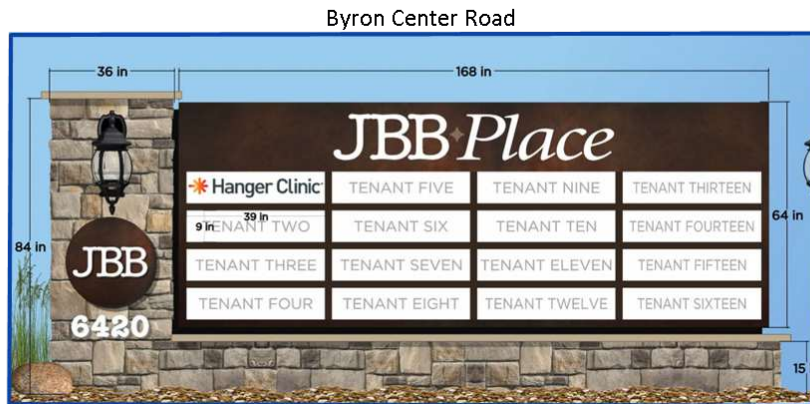 Byron Center Road
36 in
168 in
JBB Place
Hanger Clinic
TENANT FIVE
TENANT NINE
TENANT THIRTEEN
39 in
9 in
TENANT TWO
TENANT SIX
TENANT TEN
TENANT FOURTEEN
64 in
84 in
JBB
TENANT THREE
TENANT SEVEN
TENANT ELEVEN
TENANT FIFTEEN
TENANT FOUR
TENANT EIGHT
TENANT TWELVE
TENANT SIXTEEN
6420
15